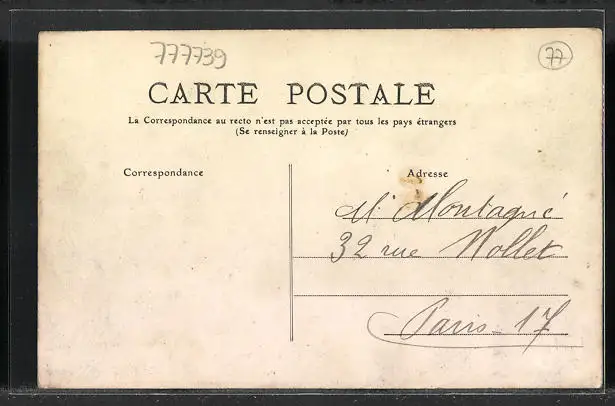 777739
77
CARTE POSTALE
La Correspondance au recto n'est pas acceptée par tous les pays étrangers
(Se renseigner à la Poste)
Correspondance
Adresse
Mr Montagné
32 rue Nollet
Paris - 17